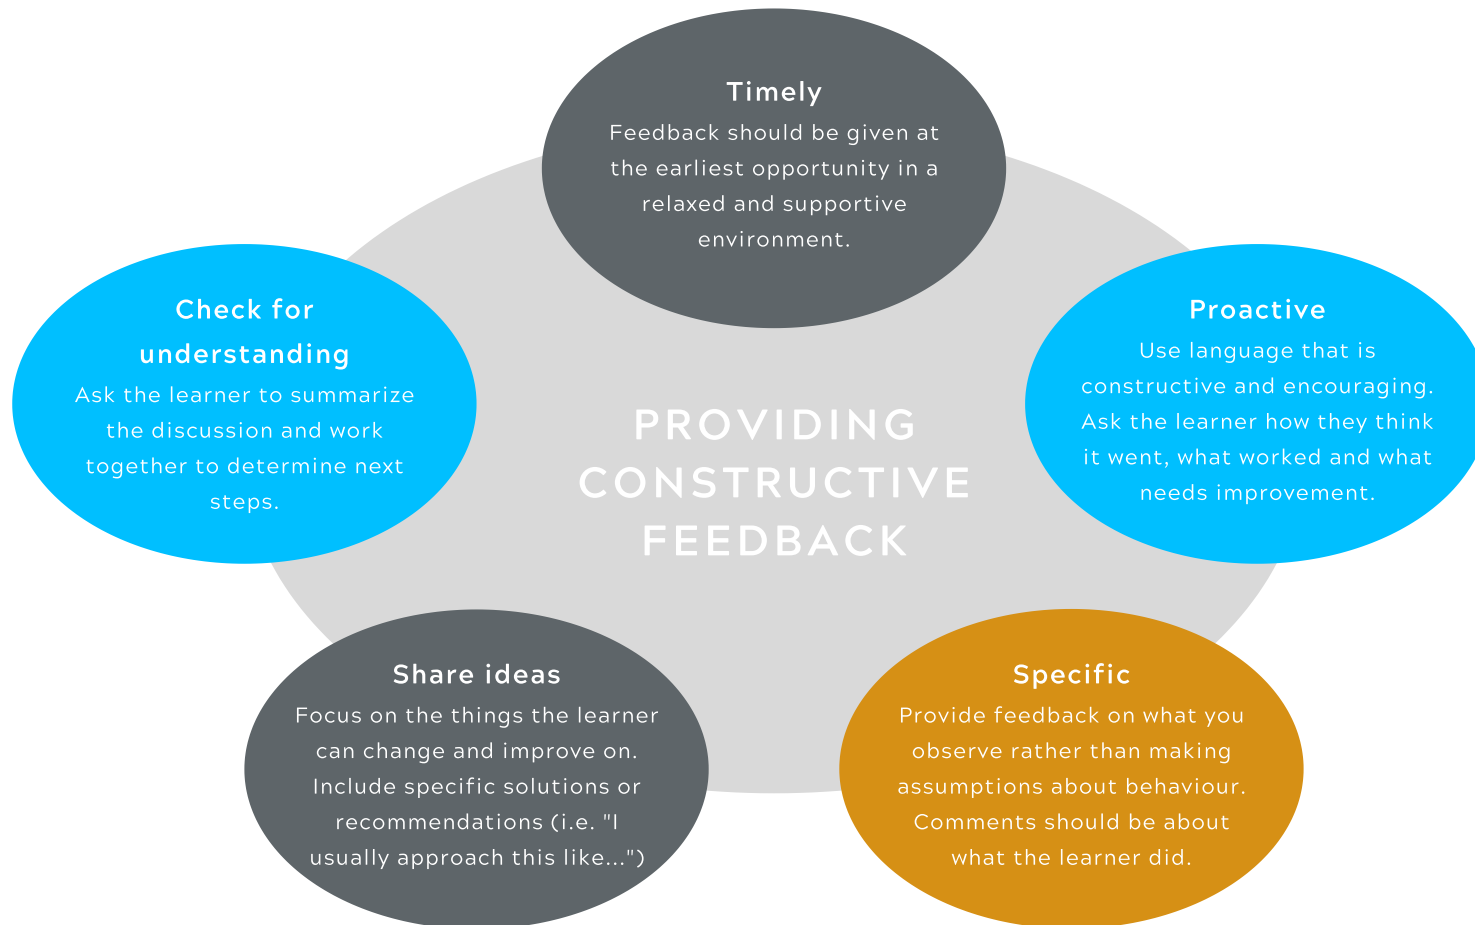 Timely
Feedback should be given at
the earliest opportunity in a
relaxed and supportive
environment.
Proactive
Use language that is
constructive and encouraging.
Ask the learner how they think
it went, what worked and what
needs improvement.
Specific
Provide feedback on what you
observe rather than making
assumptions about behaviour.
Comments should be about
what the learner did.
Share ideas
Focus on the things the learner
can change and improve on.
Include specific solutions or
recommendations (i.e. "I
usually approach this like...")
Check for
understanding
Ask the learner to summarize
the discussion and work
together to determine next
steps.
PROVIDING
CONSTRUCTIVE
FEEDBACK